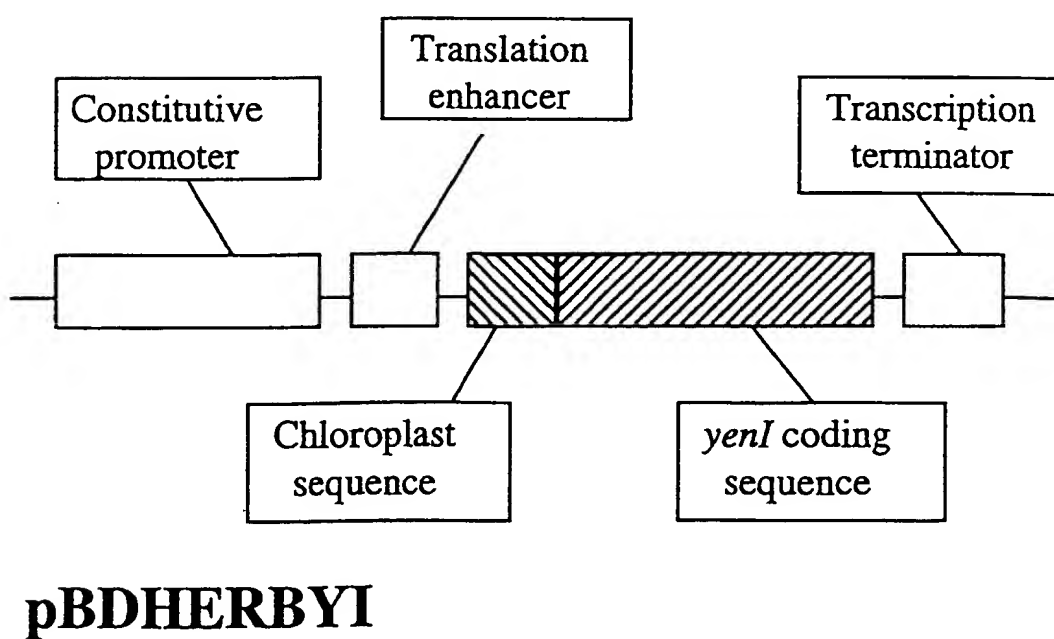 Translation
enhancer
Constitutive
promoter
Transcription
terminator
Chloroplast
sequence
yenI coding
sequence
pBDHERBYI